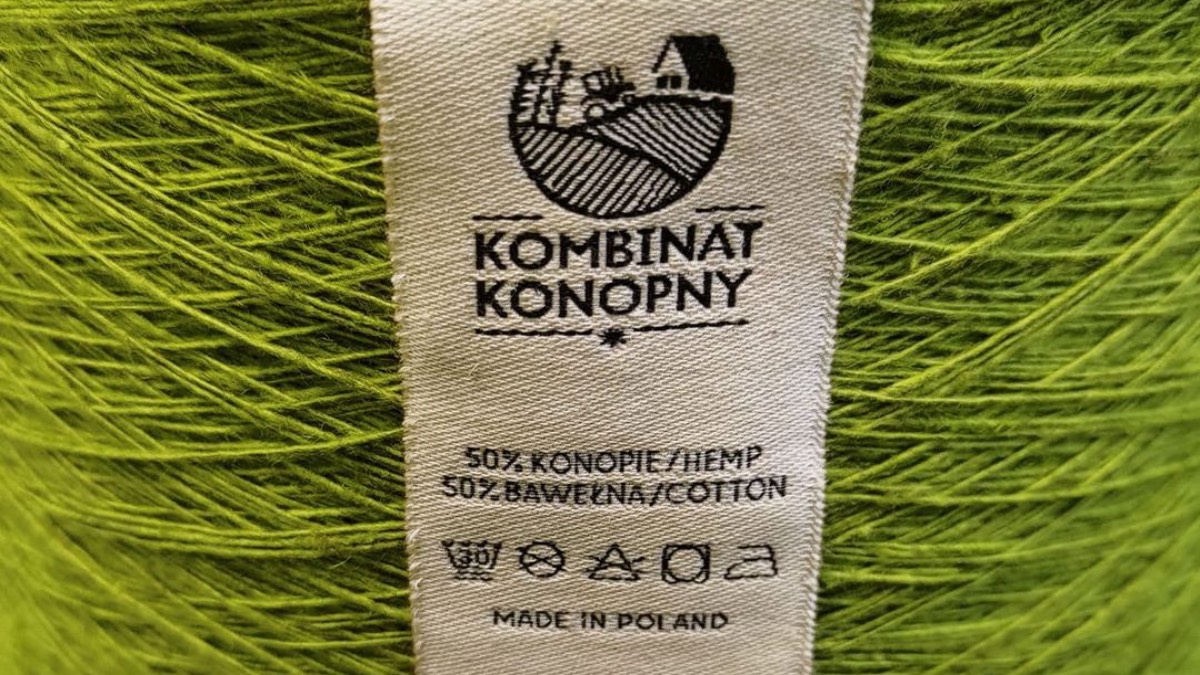 KOMBINAT
KONOPNY
50% KONOPIE/HEMP
50% BAWEŁNA/COTTON
30
MADE IN POLAND